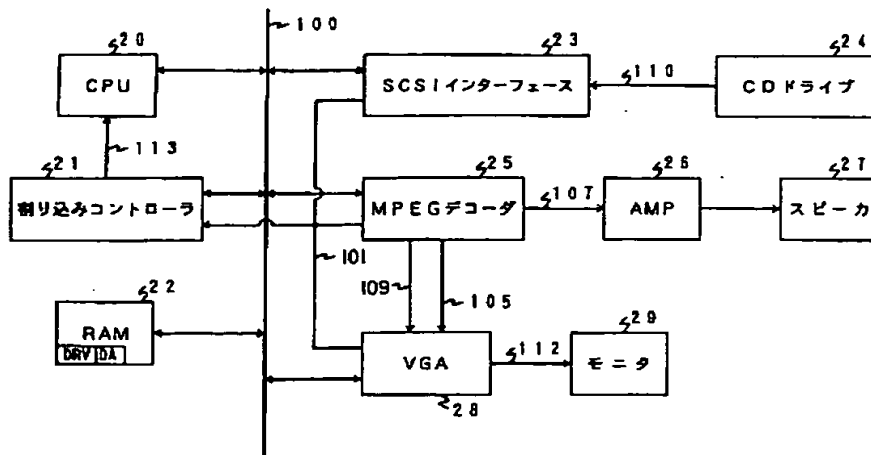 100
20
CPU
23
SCSIインターフェース
110
24
CDドライブ
113
21
割り込みコントローラ
25
MPEGデコーダ
107
26
AMP
27
スピーカ
101
109
105
22
RAM
DRV DA
VGA
28
112
29
モニタ